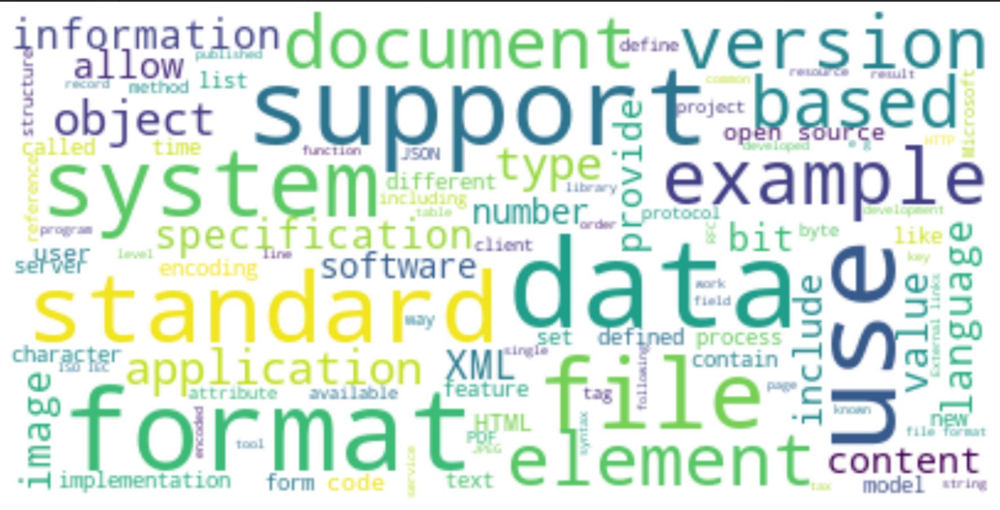 information
document
define
version
published
allow
structure
record
method
list
support
common
resource
result
based
Microsoft
object
provide
project
open source
called
time
function
JSON
developed
e g
HTTP
system
type
example
reference
different
library
including
number
table
protocol
development
program
specification
order
RFC
bit
byte
like
language
user
server
level
line
client
encoding
software
data
use
key
standard
way
work
field
include
value
External links
set
defined
process
character
ISO IEC
application
XML
single
following
file
contain
image
attribute
available
feature
tag
page
format
encoded
tool
HTML
PDF
JPEG
syntax
known
new
file format
element
content
implementation
form
code
service
text
tax
model
string